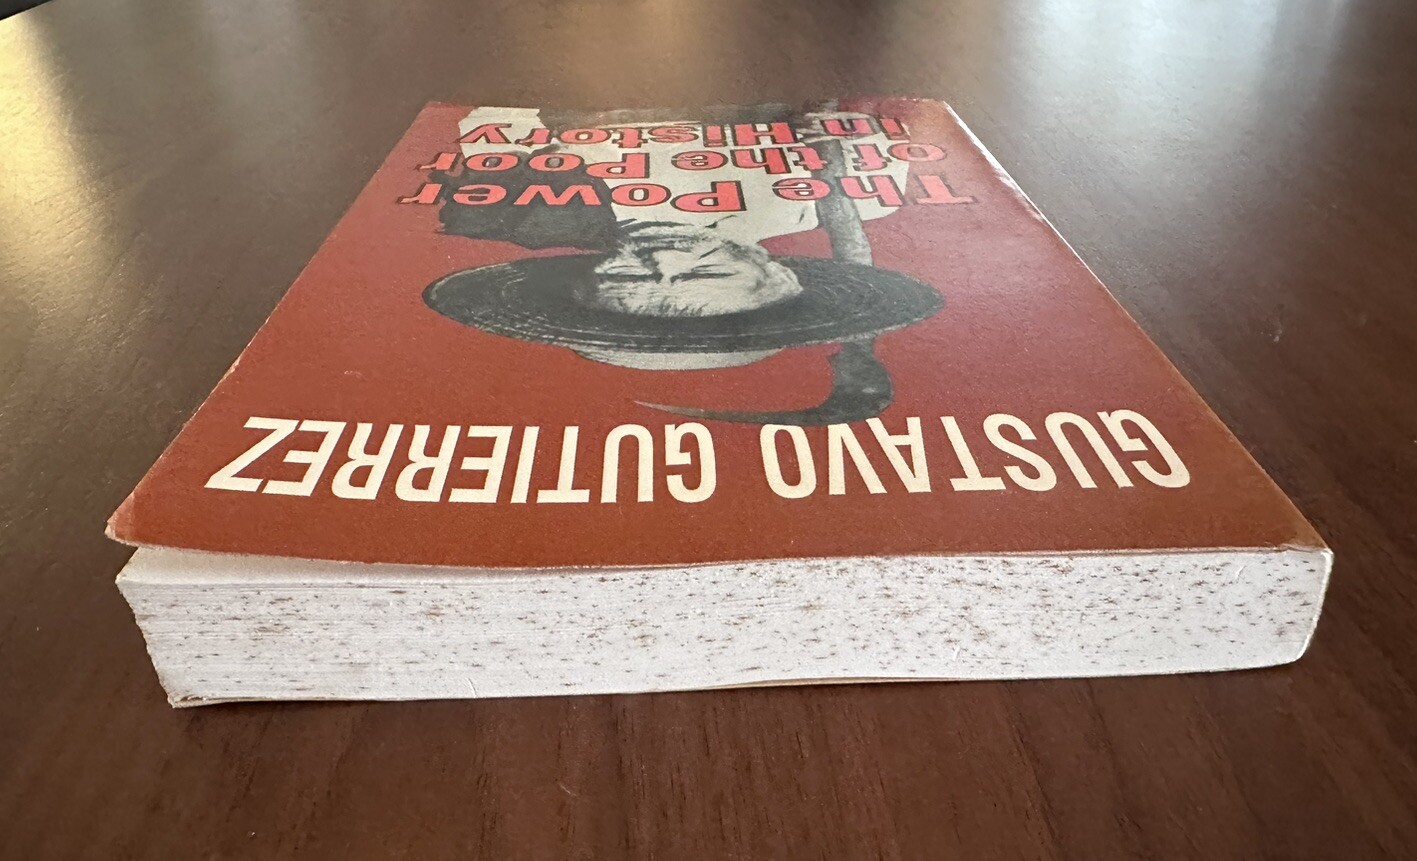 GUSTAVO GUTIERREZ
The Power
of the Poor
in History